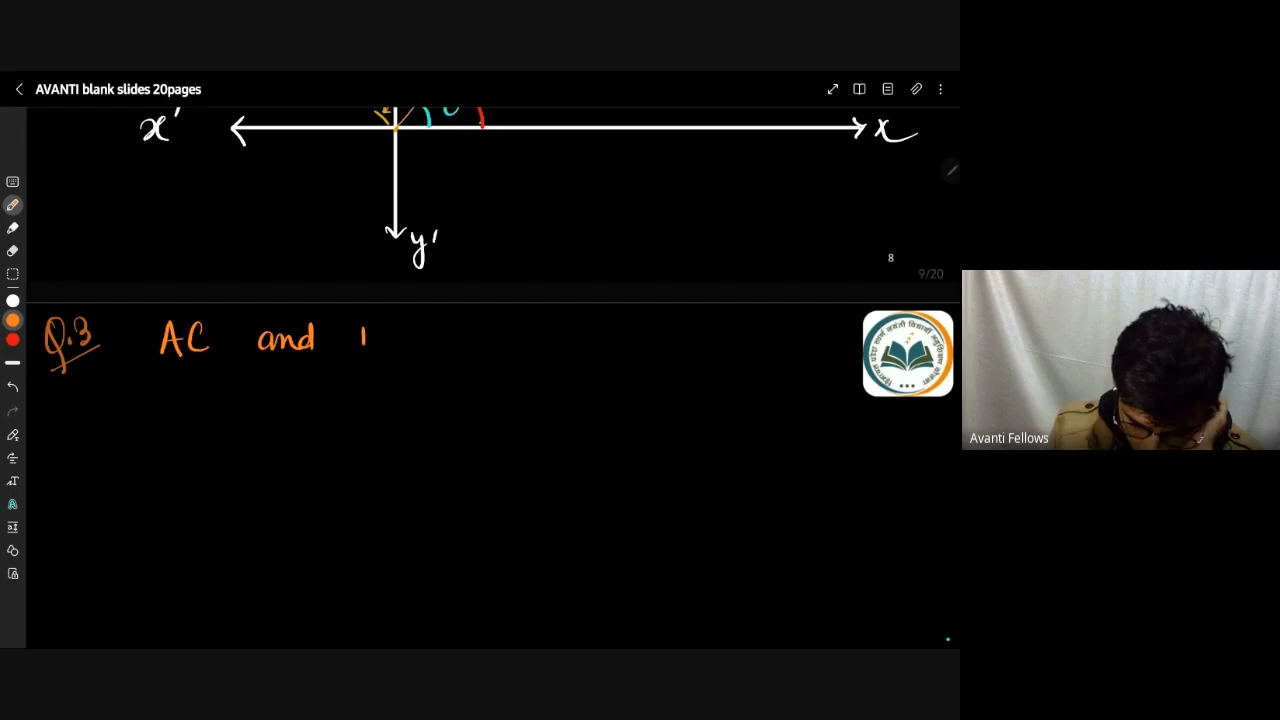 AVANTI blank slides 20pages
x'
x
y'
8
9/20
Q.3 AC and
Avanti Fellows